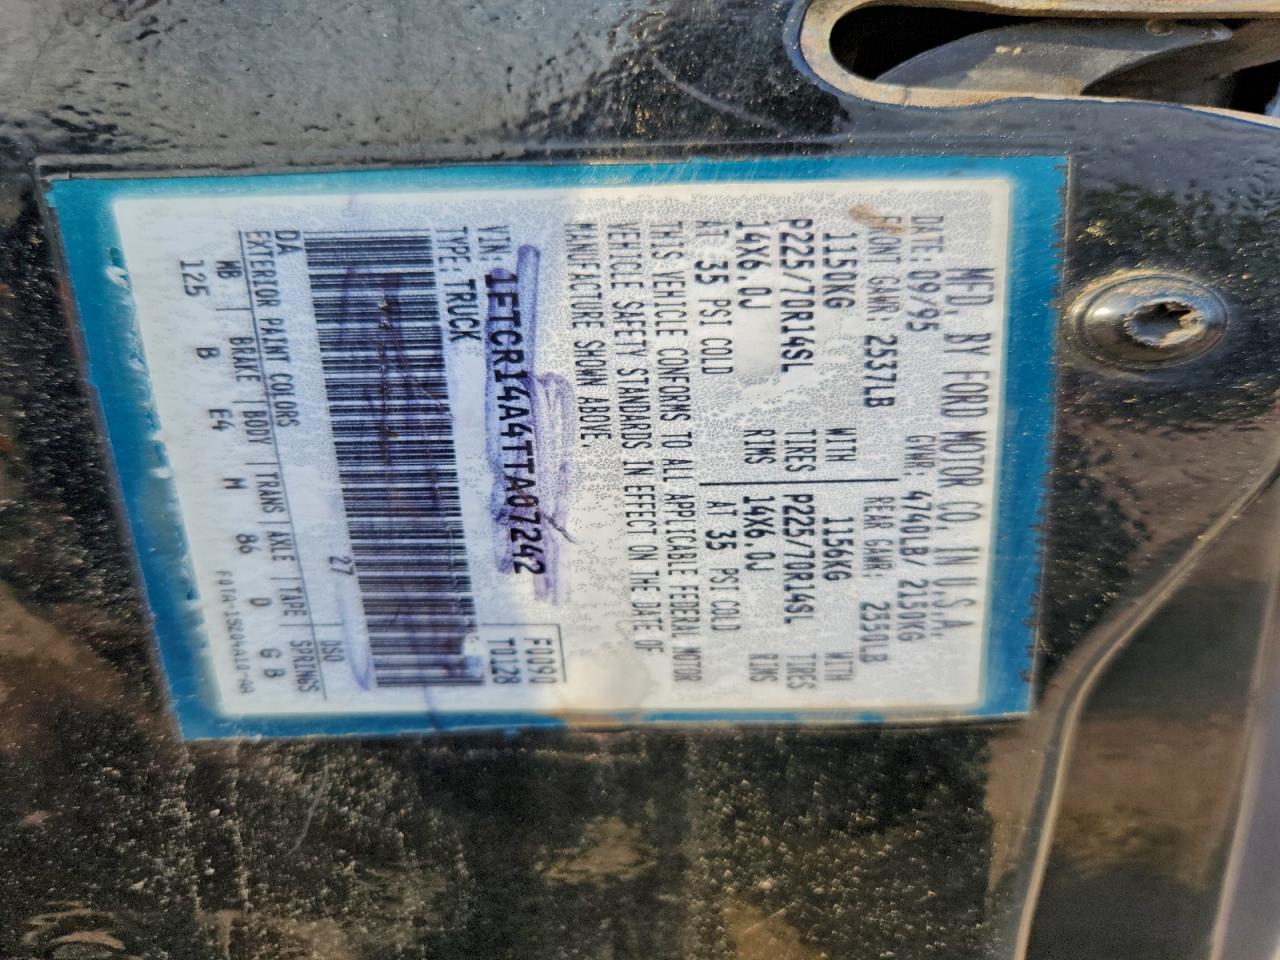 MFD. BY FORD MOTOR CO. IN U.S.A.
DATE: 09/95 GVWR: 4740LB/ 2150KG
FRONT GAWR: 2537LB REAR GAWR: 2550LB
1150KG WITH 1156KG WITH
P225/70R14SL TIRES P225/70R14SL TIRES
14X6.0J RIMS 14X6.0J RIMS
AT 35 PSI COLD AT 35 PSI COLD
THIS VEHICLE CONFORMS TO ALL APPLICABLE FEDERAL MOTOR
VEHICLE SAFETY STANDARDS IN EFFECT ON THE DATE OF
MANUFACTURE SHOWN ABOVE.
VIN: 1FTCR14A4TTA07242
TYPE: TRUCK
F0090
T0128
27
DA DSO
EXTERIOR PAINT COLORS
WB BRAKE BODY TRANS AXLE TAPE SPRINGS
125 B E4 M 86 D G B